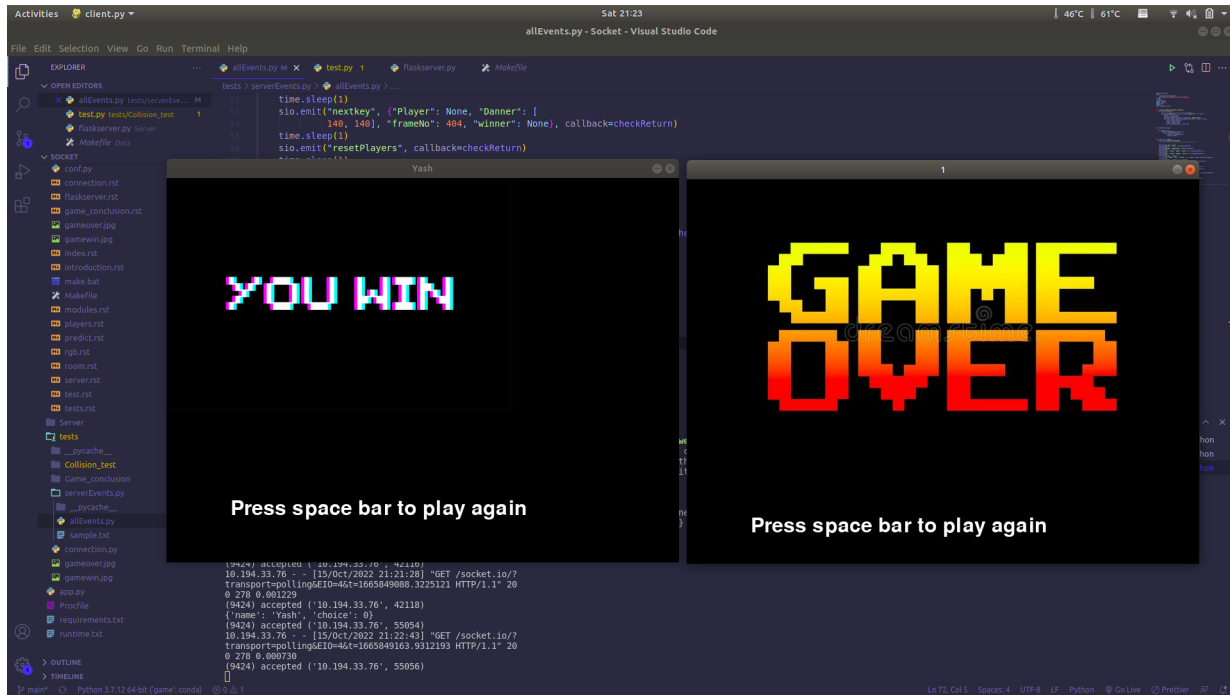 Activities client.py Sat 21:23 46°C 61°C
allEvents.py - Socket - Visual Studio Code
File Edit Selection View Go Run Terminal Help
EXPLORER
allEvents.py M
test.py 1
flaskserver.py
Makefile
OPEN EDITORS
allEvents.py tests/serverEve... M
test.py tests/Collision_test 1
flaskserver.py Server
Makefile Docs
SOCKET
conf.py
connection.rst
flaskserver.rst
game_conclusion.rst
gameover.jpg
gamewin.jpg
index.rst
introduction.rst
make.bat
Makefile
modules.rst
players.rst
predict.rst
rgb.rst
room.rst
server.rst
test.rst
tests.rst
Server
tests
__pycache__
Collision_test
Game_conclusion
serverEvents.py
__pycache__
allEvents.py
sample.txt
connection.py
gameover.jpg
gamewin.jpg
app.py
Procfile
requirements.txt
runtime.txt
OUTLINE
TIMELINE
tests > serverEvents.py > allEvents.py > ...
time.sleep(1)
sio.emit("nextkey", {"Player": None, "Danner": [
140, 140], "frameNo": 404, "winner": None}, callback=checkReturn)
time.sleep(1)
sio.emit("resetPlayers", callback=checkReturn)
Yash
YOU WIN
Press space bar to play again
1
GAME
OVER
dreamstime
Press space bar to play again
(9424) accepted ('10.194.33.76', 42116)
10.194.33.76 - - [15/Oct/2022 21:21:28] "GET /socket.io/?
transport=polling&EIO=4&t=1665849088.3225121 HTTP/1.1" 20
0 278 0.001229
(9424) accepted ('10.194.33.76', 42118)
{'name': 'Yash', 'choice': 0}
(9424) accepted ('10.194.33.76', 55054)
10.194.33.76 - - [15/Oct/2022 21:22:43] "GET /socket.io/?
transport=polling&EIO=4&t=1665849163.9312193 HTTP/1.1" 20
0 278 0.000730
(9424) accepted ('10.194.33.76', 55056)
main* Python 3.7.12 64-bit ('game': conda) 0 1 Ln 72, Col 5 Spaces: 4 UTF-8 LF Python Go Live Prettier